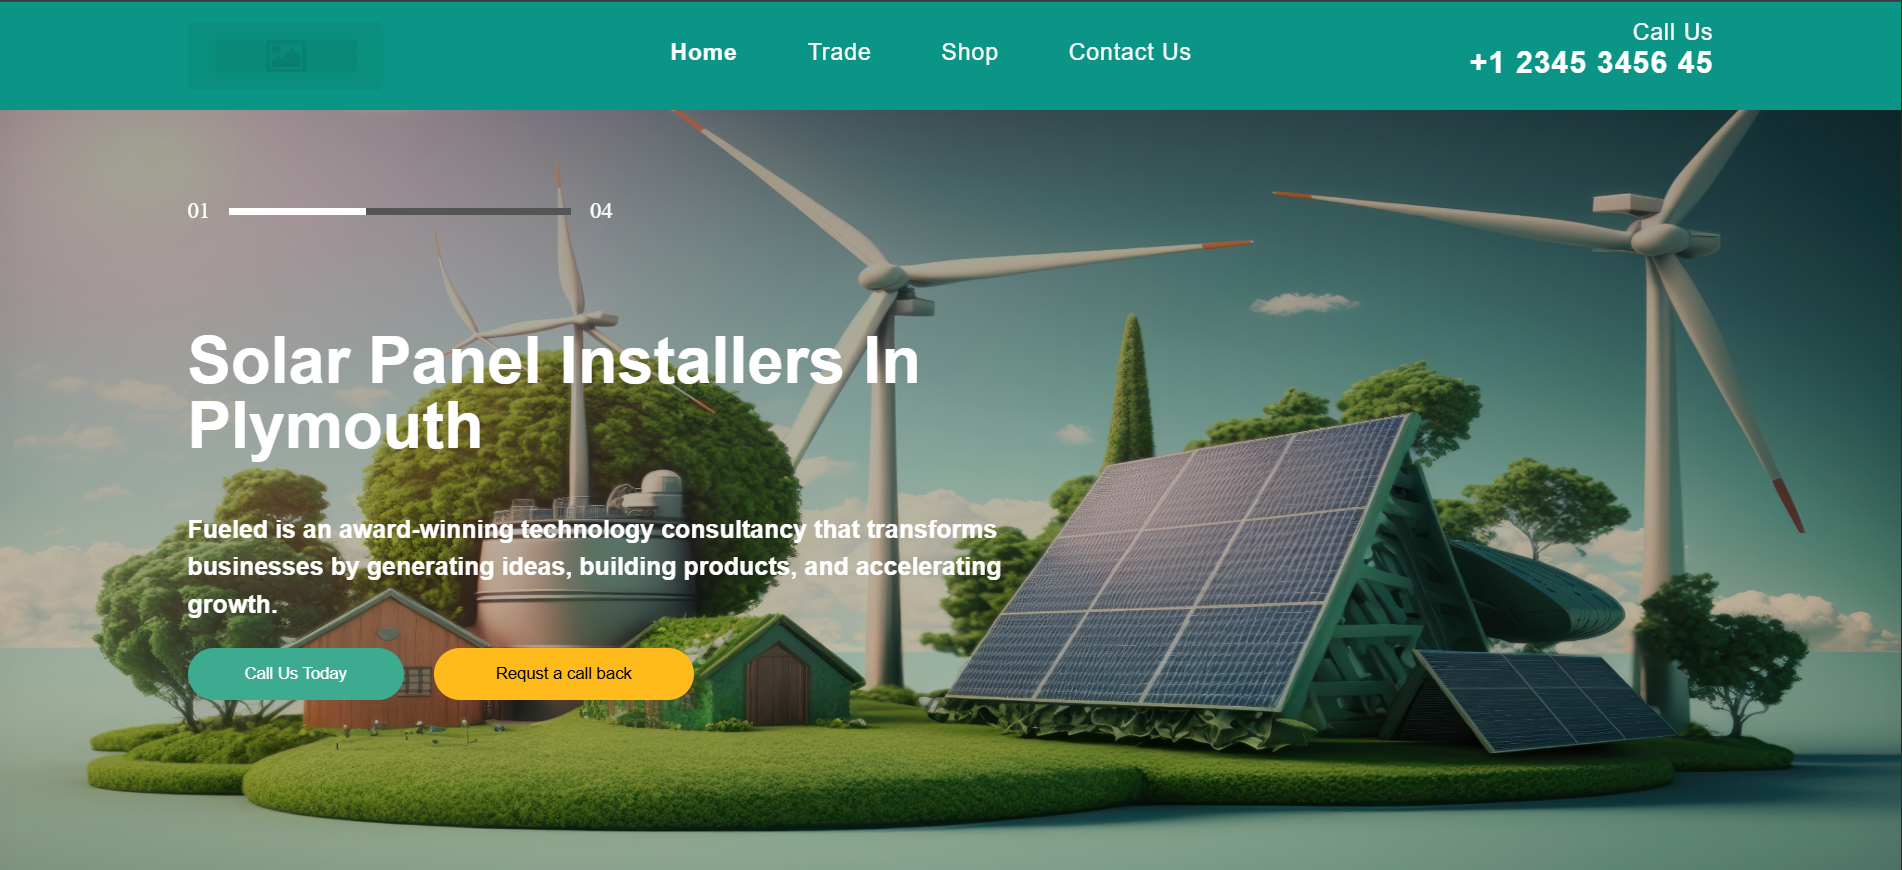 Home Trade Shop Contact Us
Call Us
+1 2345 3456 45
01 04
Solar Panel Installers In
Plymouth
Fueled is an award-winning technology consultancy that transforms
businesses by generating ideas, building products, and accelerating
growth.
Call Us Today Requst a call back